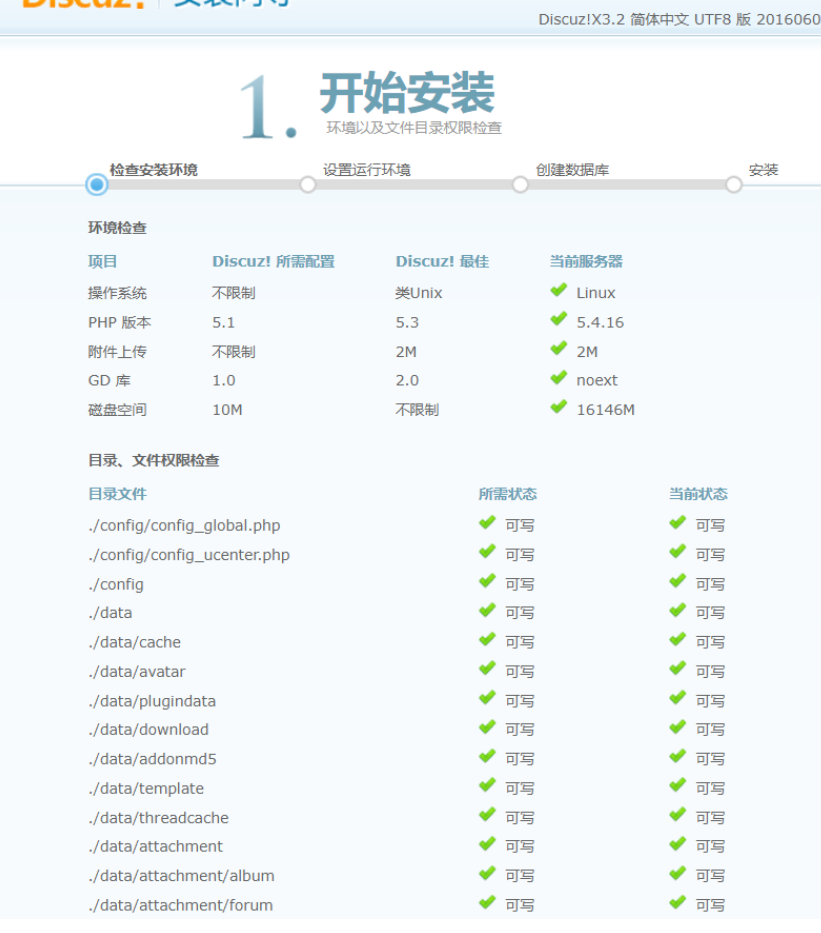 Discuz! 安装向导
Discuz!X3.2 简体中文 UTF8 版 2016060
1. 开始安装
环境以及文件目录权限检查
检查安装环境 设置运行环境 创建数据库 安装
环境检查
项目 Discuz! 所需配置 Discuz! 最佳 当前服务器
操作系统 不限制 类Unix Linux
PHP 版本 5.1 5.3 5.4.16
附件上传 不限制 2M 2M
GD 库 1.0 2.0 noext
磁盘空间 10M 不限制 16146M
目录、文件权限检查
目录文件 所需状态 当前状态
./config/config_global.php 可写 可写
./config/config_ucenter.php 可写 可写
./config 可写 可写
./data 可写 可写
./data/cache 可写 可写
./data/avatar 可写 可写
./data/plugindata 可写 可写
./data/download 可写 可写
./data/addonmd5 可写 可写
./data/template 可写 可写
./data/threadcache 可写 可写
./data/attachment 可写 可写
./data/attachment/album 可写 可写
./data/attachment/forum 可写 可写